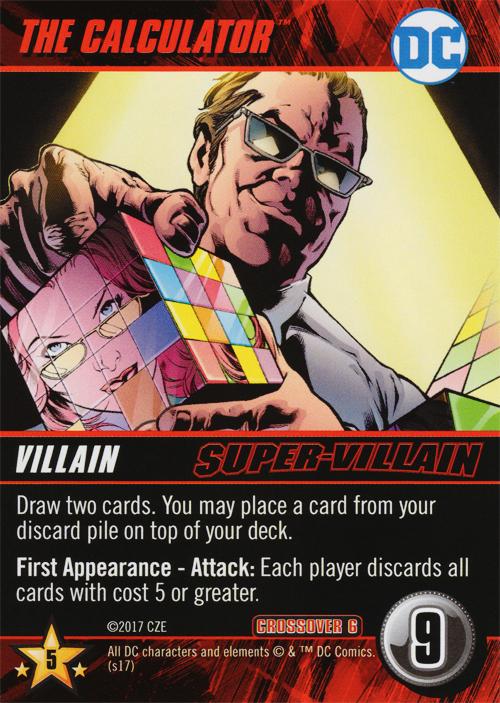 THE CALCULATOR™
DC
VILLAIN
SUPER-VILLAIN
Draw two cards. You may place a card from your
discard pile on top of your deck.
First Appearance - Attack: Each player discards all
cards with cost 5 or greater.
©2017 CZE
CROSSOVER 6
5
All DC characters and elements © & ™ DC Comics.
(s17)
9